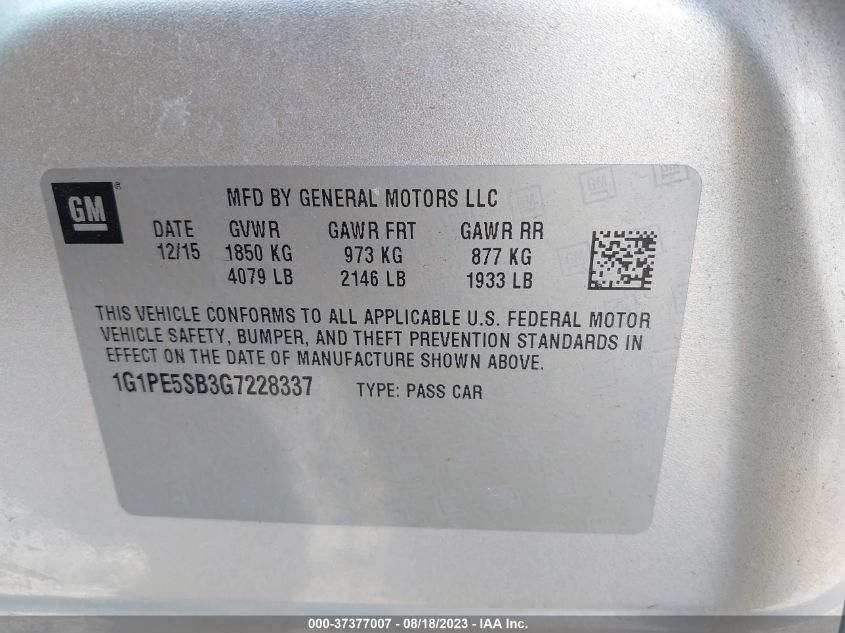 GM ®
MFD BY GENERAL MOTORS LLC
DATE GVWR GAWR FRT GAWR RR
12/15 1850 KG 973 KG 877 KG
4079 LB 2146 LB 1933 LB
THIS VEHICLE CONFORMS TO ALL APPLICABLE U.S. FEDERAL MOTOR
VEHICLE SAFETY, BUMPER, AND THEFT PREVENTION STANDARDS IN
EFFECT ON THE DATE OF MANUFACTURE SHOWN ABOVE.
1G1PE5SB3G7228337 TYPE: PASS CAR
000-37377007 - 08/18/2023 - IAA Inc.